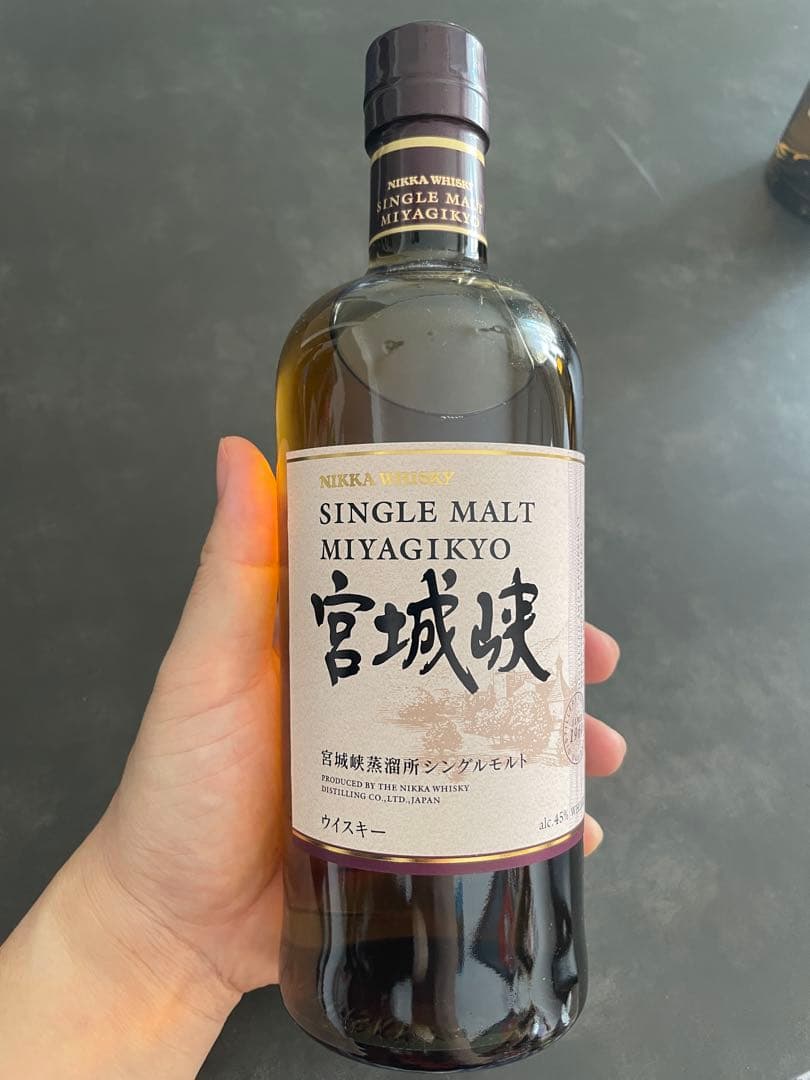 NIKKA WHISKY
SINGLE MALT
MIYAGIKYO
NIKKA WHISKY
SINGLE MALT
MIYAGIKYO
宮城峡
宮城峡蒸溜所シングルモルト
PRODUCED BY THE NIKKA WHISKY
DISTILLING CO.,LTD.,JAPAN
ウイスキー
alc.45%